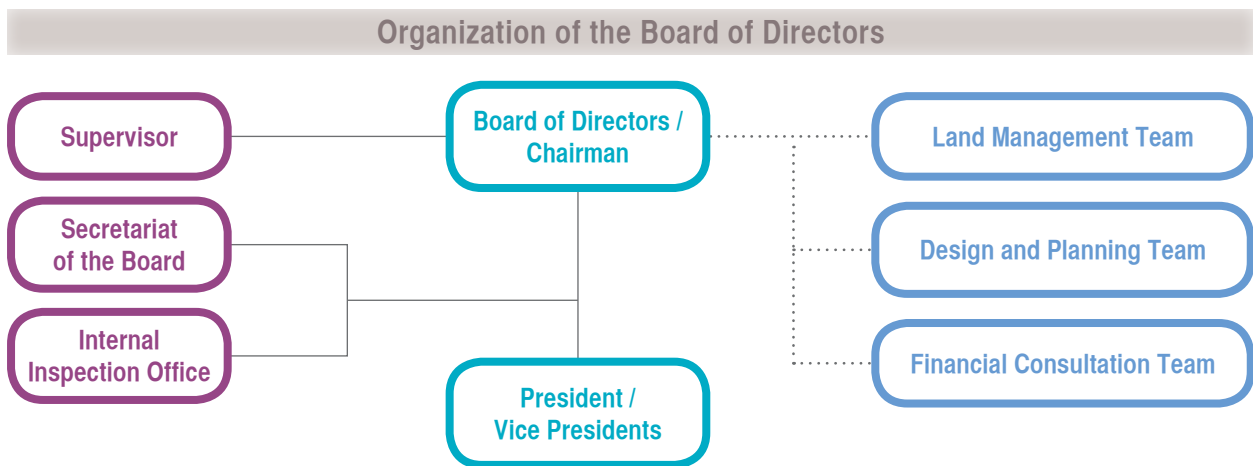 Organization of the Board of Directors
Supervisor
Board of Directors /
Chairman
Land Management Team
Secretariat
of the Board
Design and Planning Team
Internal
Inspection Office
Financial Consultation Team
President /
Vice Presidents